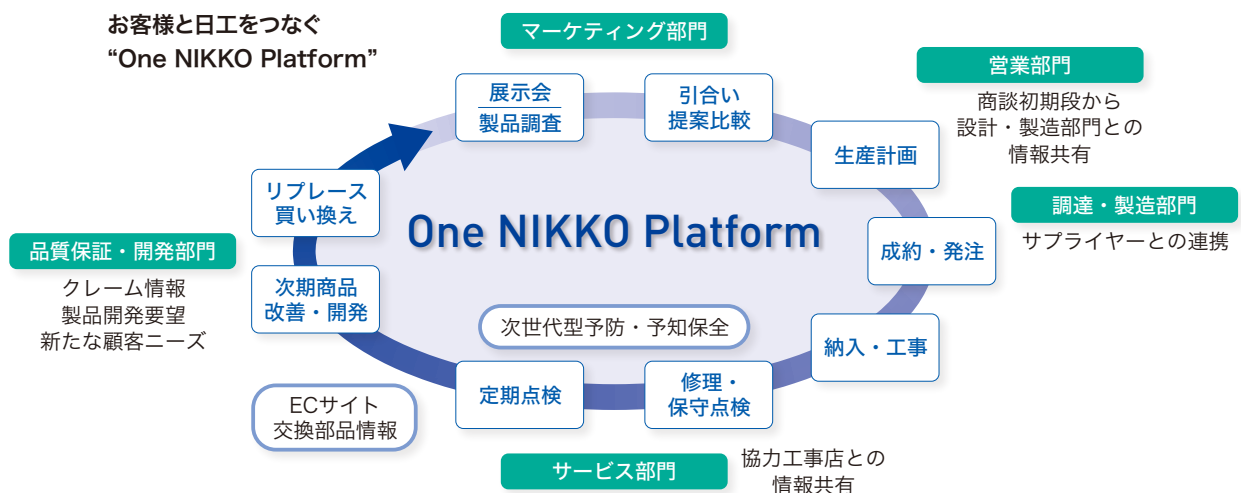 お客様と日工をつなぐ
“One NIKKO Platform”
マーケティング部門
展示会
製品調査
引合い
提案比較
営業部門
商談初期段から
設計・製造部門との
情報共有
生産計画
調達・製造部門
サプライヤーとの連携
成約・発注
納入・工事
One NIKKO Platform
次世代型予防・予知保全
修理・
保守点検
定期点検
サービス部門
協力工事店との
情報共有
ECサイト
交換部品情報
次期商品
改善・開発
品質保証・開発部門
クレーム情報
製品開発要望
新たな顧客ニーズ
リプレース
買い換え